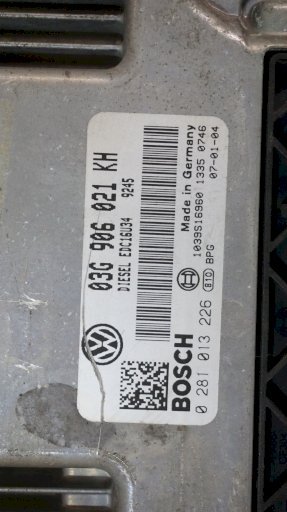 03G 906 021 KH
DIESEL EDC16U34 9245
Made in Germany
1039S16960 1335 0746
BPG 07-01-04
BOSCH
0 281 013 226